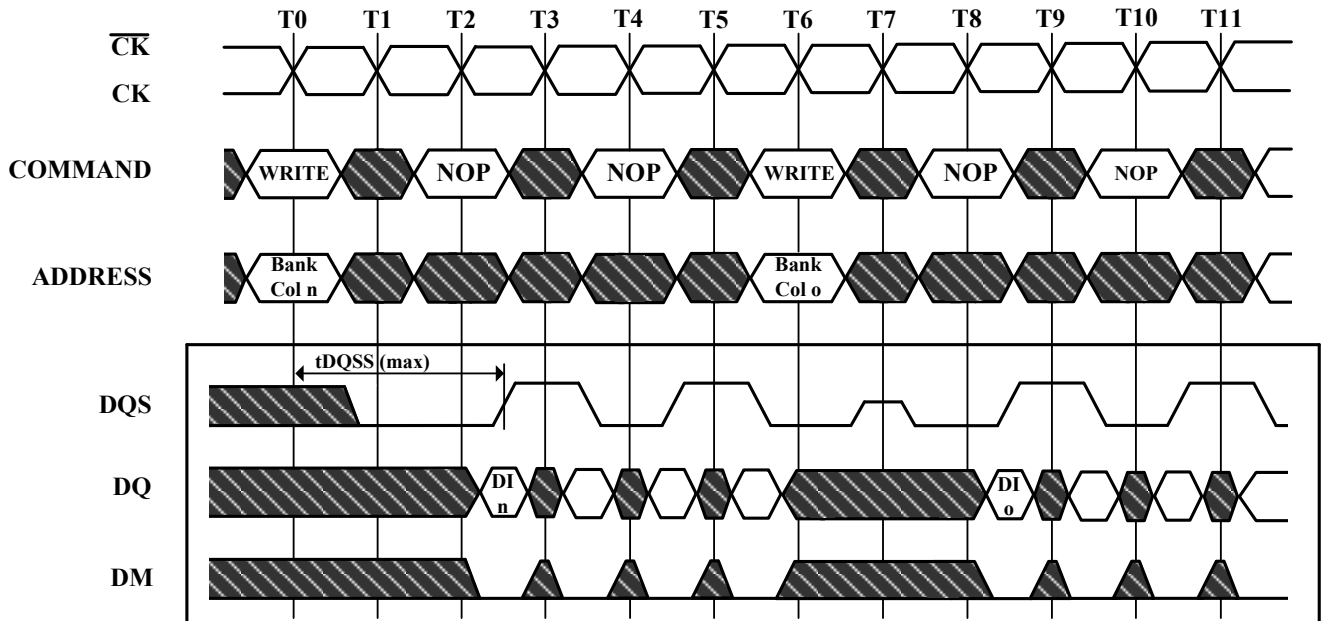 T0 T1 T2 T3 T4 T5 T6 T7 T8 T9 T10 T11
CK
CK
COMMAND
WRITE NOP NOP WRITE NOP NOP
ADDRESS
Bank
Col n
Bank
Col o
tDQSS (max)
DQS
DQ
DI
n
DI
o
DM